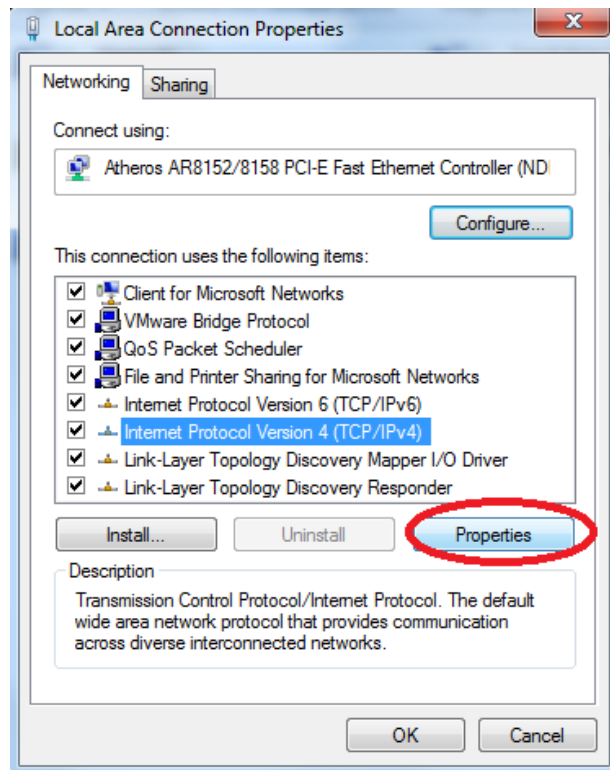 Local Area Connection Properties
Networking
Sharing
Connect using:
Atheros AR8152/8158 PCI-E Fast Ethernet Controller (ND
Configure...
This connection uses the following items:
Client for Microsoft Networks
VMware Bridge Protocol
QoS Packet Scheduler
File and Printer Sharing for Microsoft Networks
Internet Protocol Version 6 (TCP/IPv6)
Internet Protocol Version 4 (TCP/IPv4)
Link-Layer Topology Discovery Mapper I/O Driver
Link-Layer Topology Discovery Responder
Install...
Uninstall
Properties
Description
Transmission Control Protocol/Internet Protocol. The default
wide area network protocol that provides communication
across diverse interconnected networks.
OK
Cancel